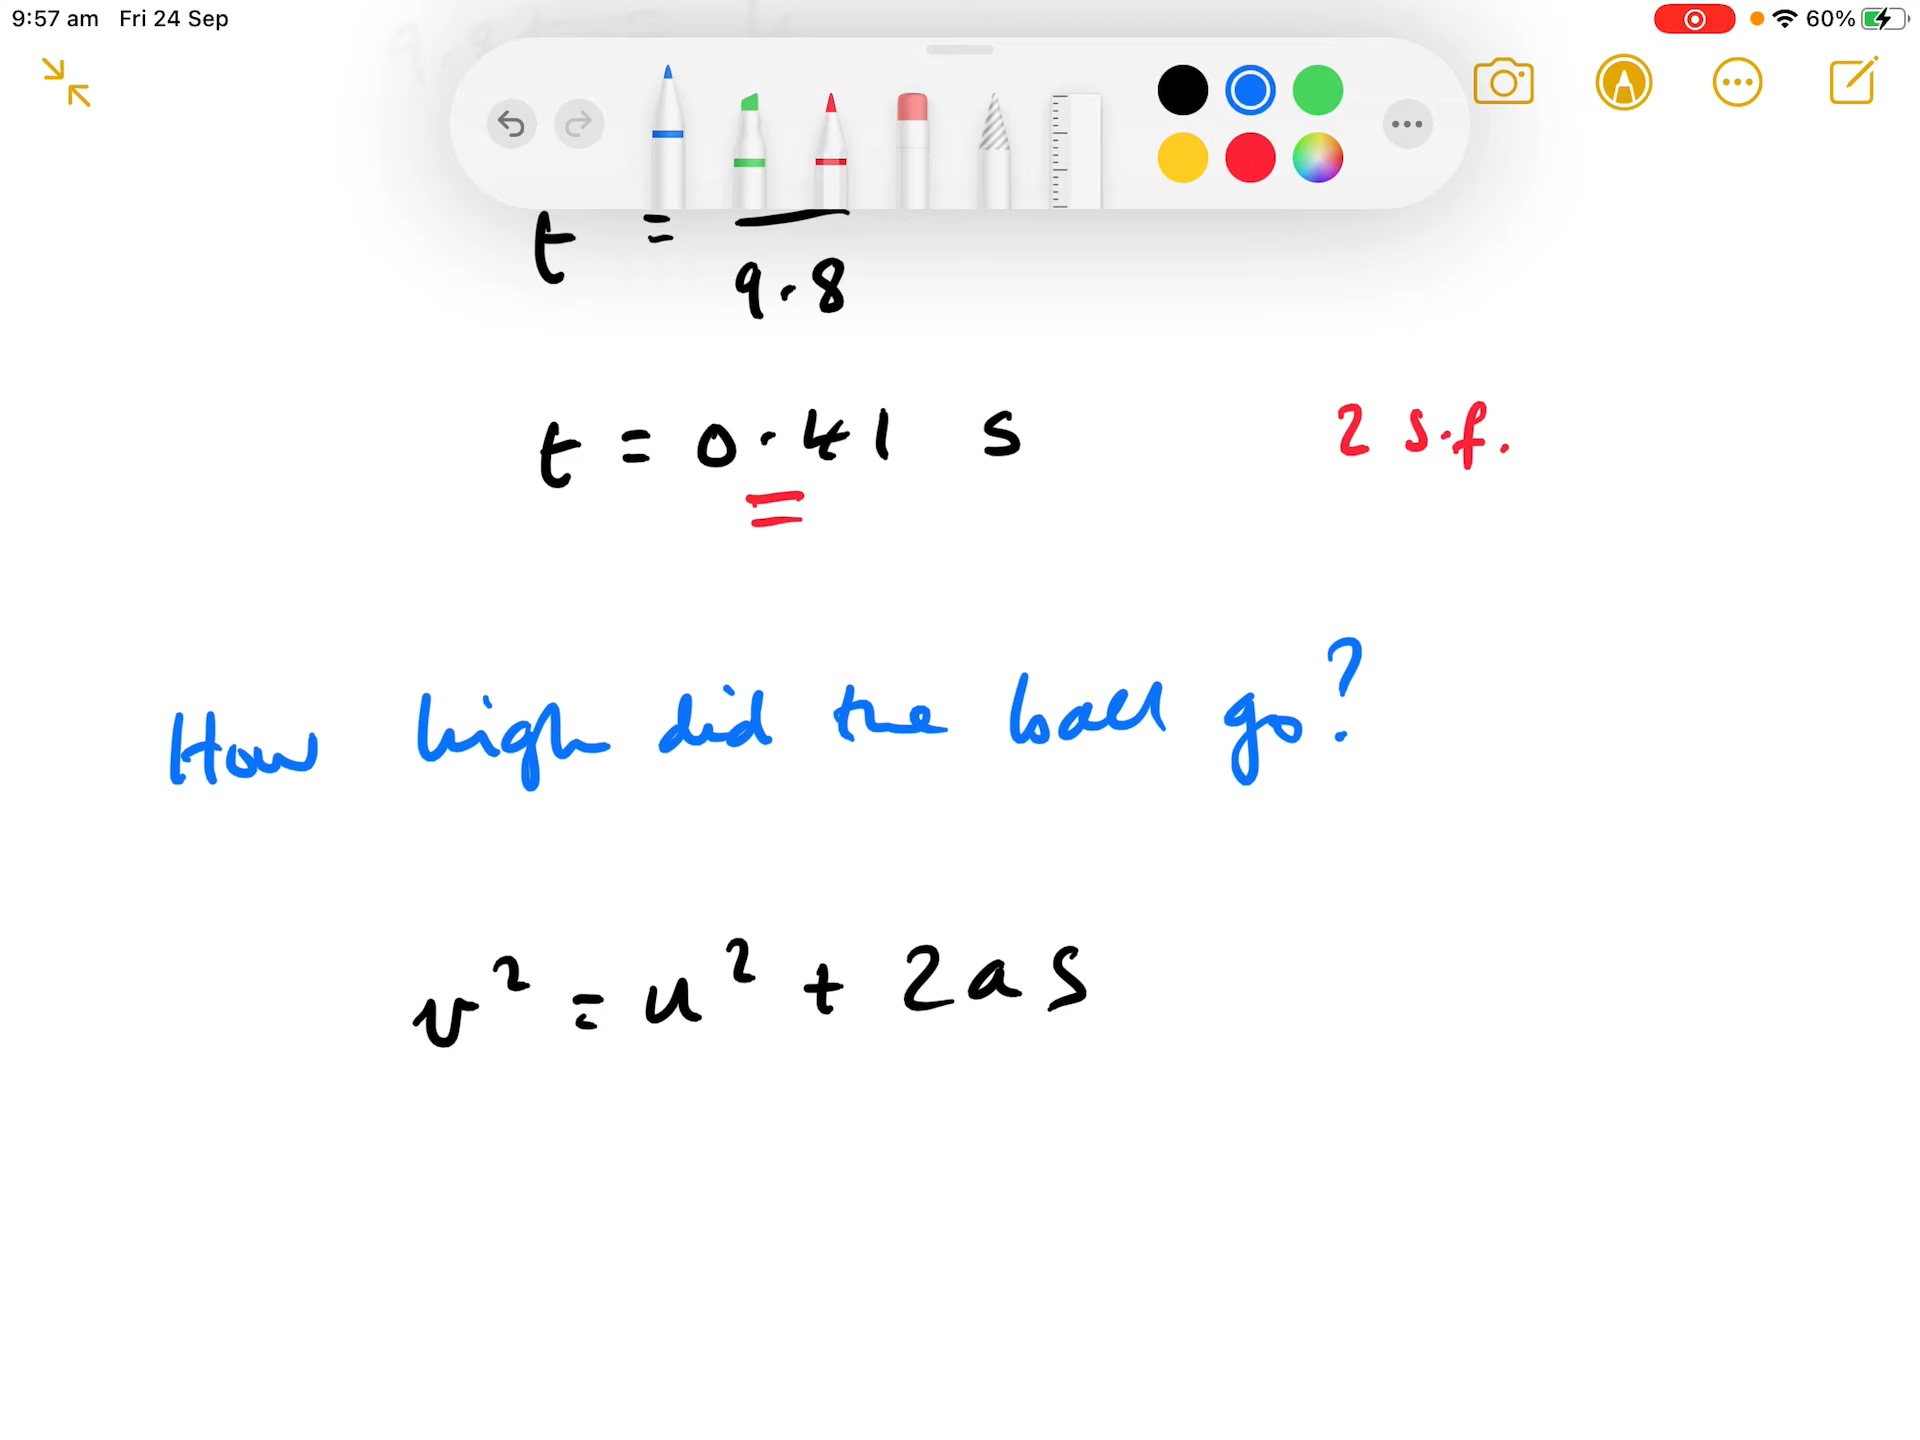 9:57 am Fri 24 Sep 60%
t = ― 9.8
t = 0.41 s 2 s.f.
How high did the ball go?
v² = u² + 2as